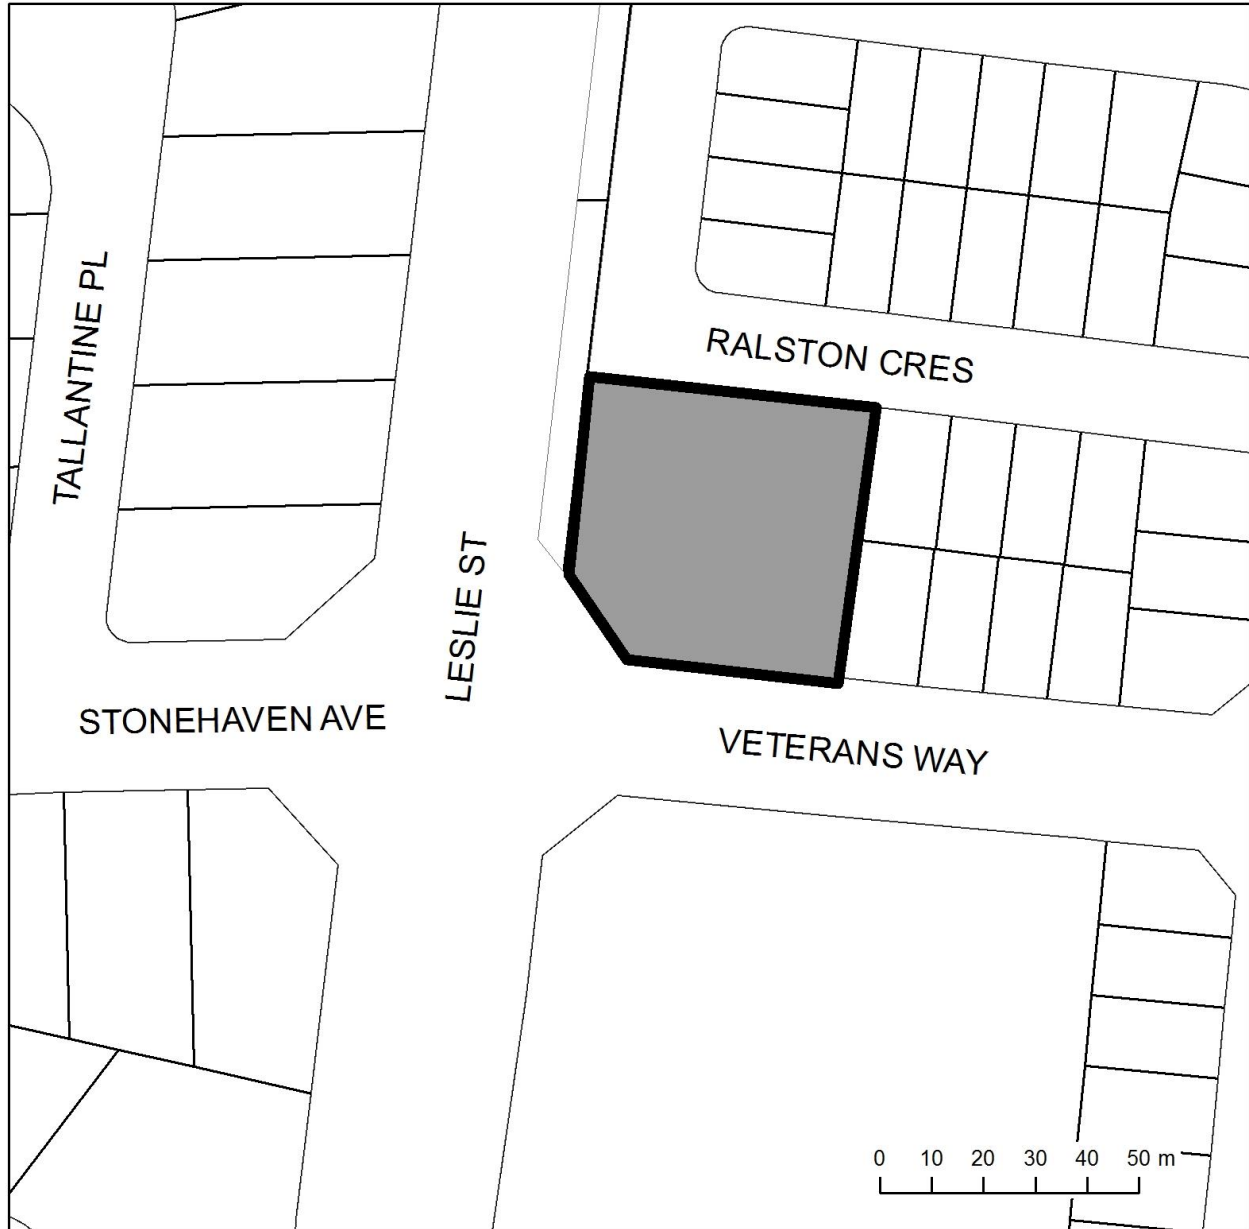 RALSTON CRES
TALLANTINE PL
LESLIE ST
STONEHAVEN AVE
VETERANS WAY
0 10 20 30 40 50 m